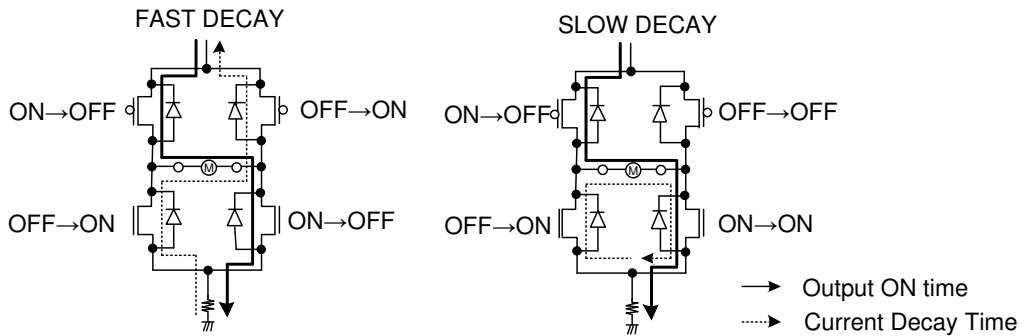 FAST DECAY
SLOW DECAY
ON→OFF
OFF→ON
M
OFF→ON
ON→OFF
ON→OFF
OFF→OFF
M
OFF→ON
ON→ON
Output ON time
Current Decay Time